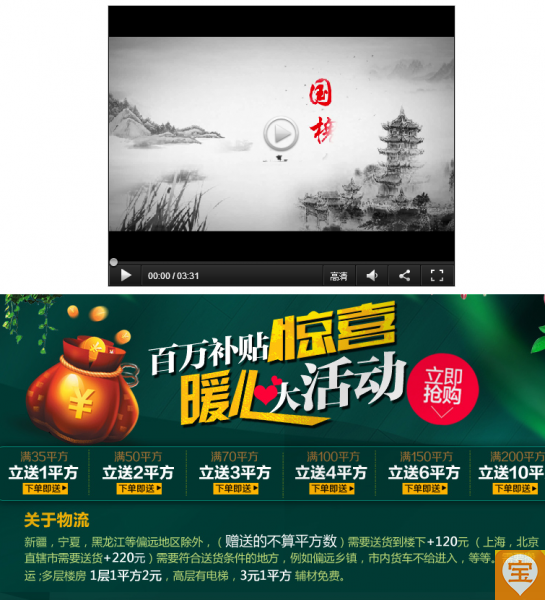 国
00:00 / 03:31
高清
百万补贴惊喜
暖心大活动
立即
抢购
满35平方 满50平方 满70平方 满100平方 满150平方 满200平方
立送1平方 立送2平方 立送3平方 立送4平方 立送6平方 立送10平
下单即送 下单即送 下单即送 下单即送 下单即送 下单即送
关于物流
新疆，宁夏，黑龙江等偏远地区除外，（赠送的不算平方数）需要送货到楼下+120元（上海，北京
直辖市需要送货+220元）需要符合送货条件的地方，例如偏远乡镇，市内货车不给进入，等等。
运;多层楼房 1层1平方2元，高层有电梯，3元1平方 辅材免费。
宝